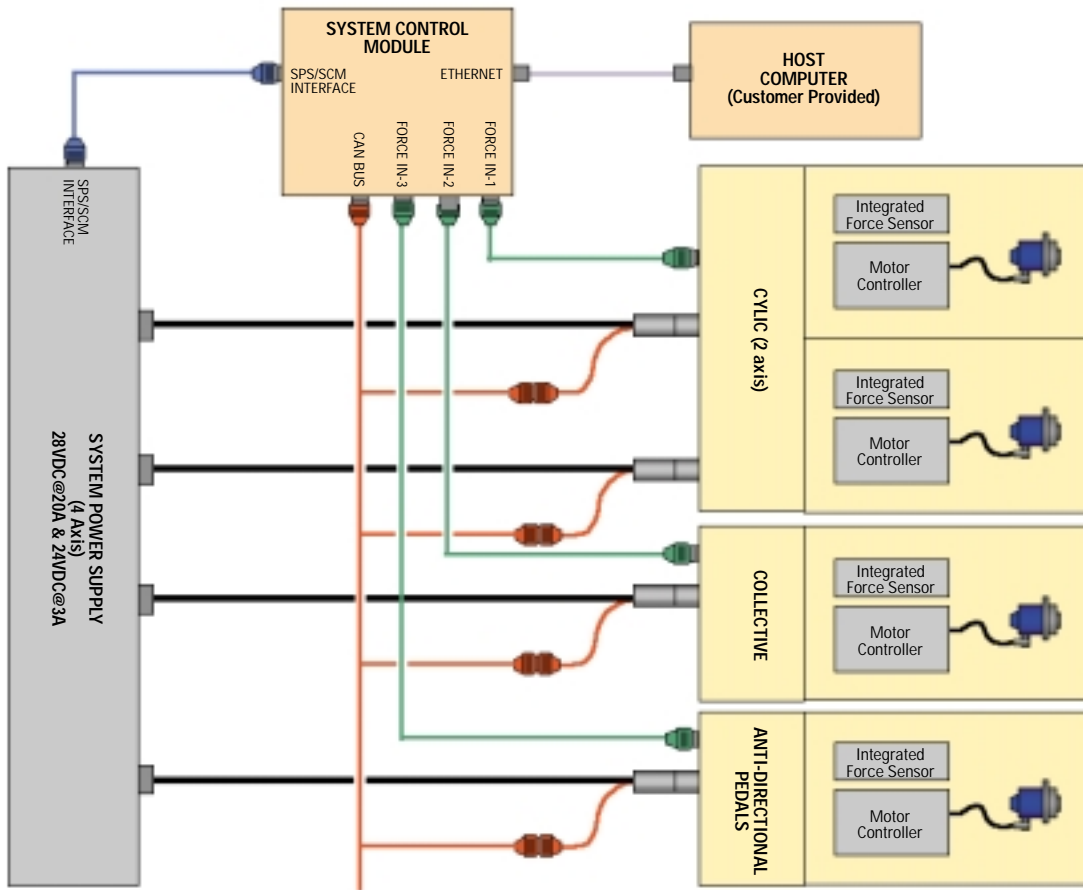 SYSTEM CONTROL
MODULE
SPS/SCM
INTERFACE
ETHERNET
CAN BUS
FORCE IN-3
FORCE IN-2
FORCE IN-1
HOST
COMPUTER
(Customer Provided)
SPS/SCM
INTERFACE
SYSTEM POWER SUPPLY
(4 Axis)
28VDC@20A & 24VDC@3A
CYLIC (2 axis)
Integrated
Force Sensor
Motor
Controller
Integrated
Force Sensor
Motor
Controller
COLLECTIVE
Integrated
Force Sensor
Motor
Controller
ANTI-DIRECTIONAL
PEDALS
Integrated
Force Sensor
Motor
Controller